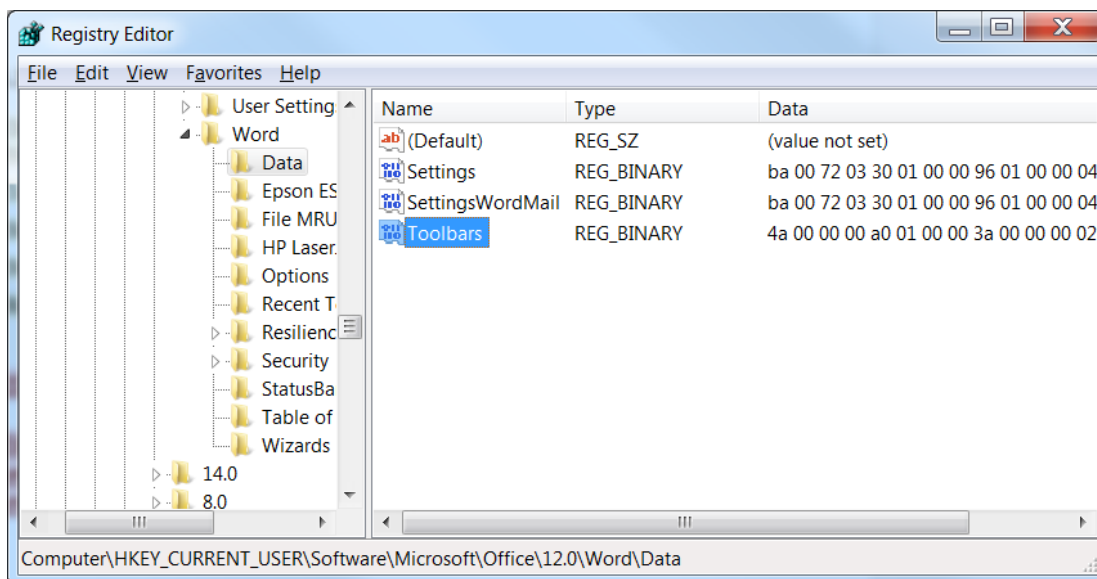 Registry Editor
File Edit View Favorites Help
User Setting
Word
Data
Epson ES
File MRU
HP Laser.
Options
Recent T
Resilienc
Security
StatusBa
Table of
Wizards
14.0
8.0
Name Type Data
(Default) REG_SZ (value not set)
Settings REG_BINARY ba 00 72 03 30 01 00 00 96 01 00 00 04
SettingsWordMail REG_BINARY ba 00 72 03 30 01 00 00 96 01 00 00 04
Toolbars REG_BINARY 4a 00 00 00 a0 01 00 00 3a 00 00 00 02
Computer\HKEY_CURRENT_USER\Software\Microsoft\Office\12.0\Word\Data